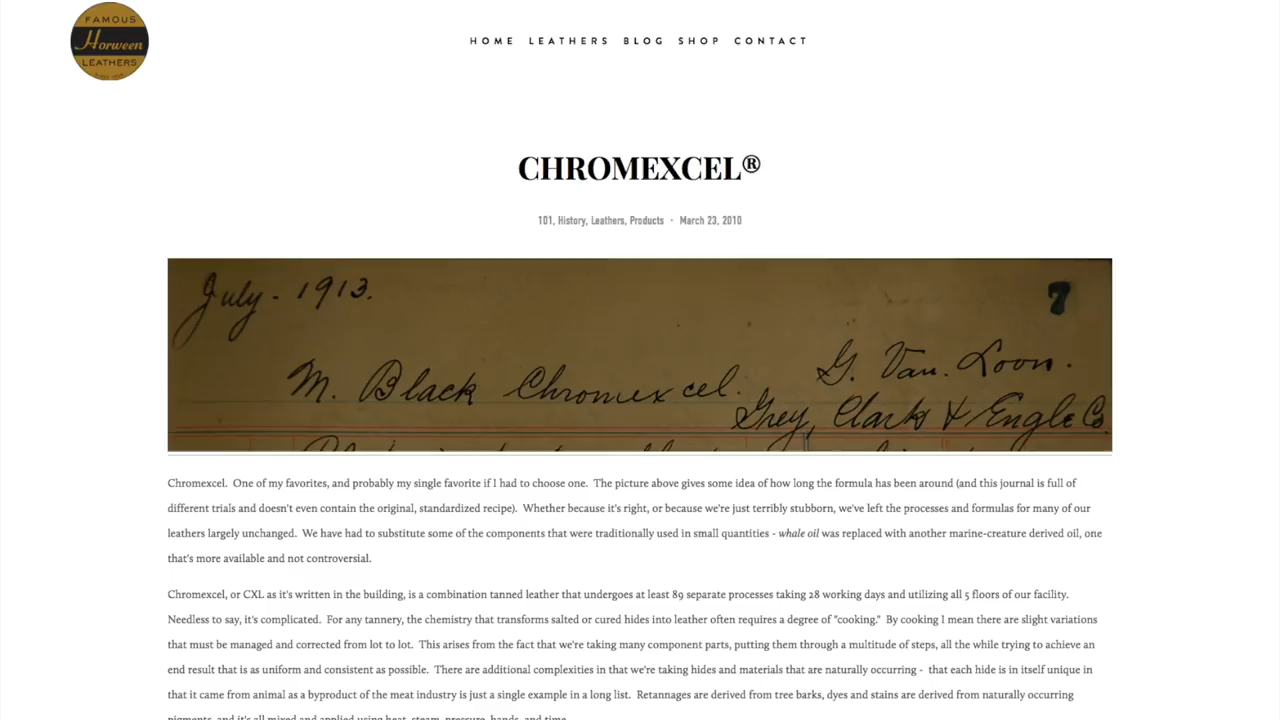 FAMOUS
Horween
LEATHERS
HOME LEATHERS BLOG SHOP CONTACT
CHROMEXCEL®
101, History, Leathers, Products • March 23, 2010
July - 1913.
7
M. Black Chromexcel.
G. Van. Loon.
Grey, Clark & Engle Co.
Chromexcel. One of my favorites, and probably my single favorite if I had to choose one. The picture above gives some idea of how long the formula has been around (and this journal is full of
different trials and doesn't even contain the original, standardized recipe). Whether because it's right, or because we're just terribly stubborn, we've left the processes and formulas for many of our
leathers largely unchanged. We have had to substitute some of the components that were traditionally used in small quantities - whale oil was replaced with another marine-creature derived oil, one
that's more available and not controversial.
Chromexcel, or CXL as it's written in the building, is a combination tanned leather that undergoes at least 89 separate processes taking 28 working days and utilizing all 5 floors of our facility.
Needless to say, it's complicated. For any tannery, the chemistry that transforms salted or cured hides into leather often requires a degree of "cooking." By cooking I mean there are slight variations
that must be managed and corrected from lot to lot. This arises from the fact that we're taking many component parts, putting them through a multitude of steps, all the while trying to achieve an
end result that is as uniform and consistent as possible. There are additional complexities in that we're taking hides and materials that are naturally occurring - that each hide is in itself unique in
that it came from animal as a byproduct of the meat industry is just a single example in a long list. Retannages are derived from tree barks, dyes and stains are derived from naturally occurring
pigments, and it's all mixed and applied using heat, steam, pressure, hands, and time.